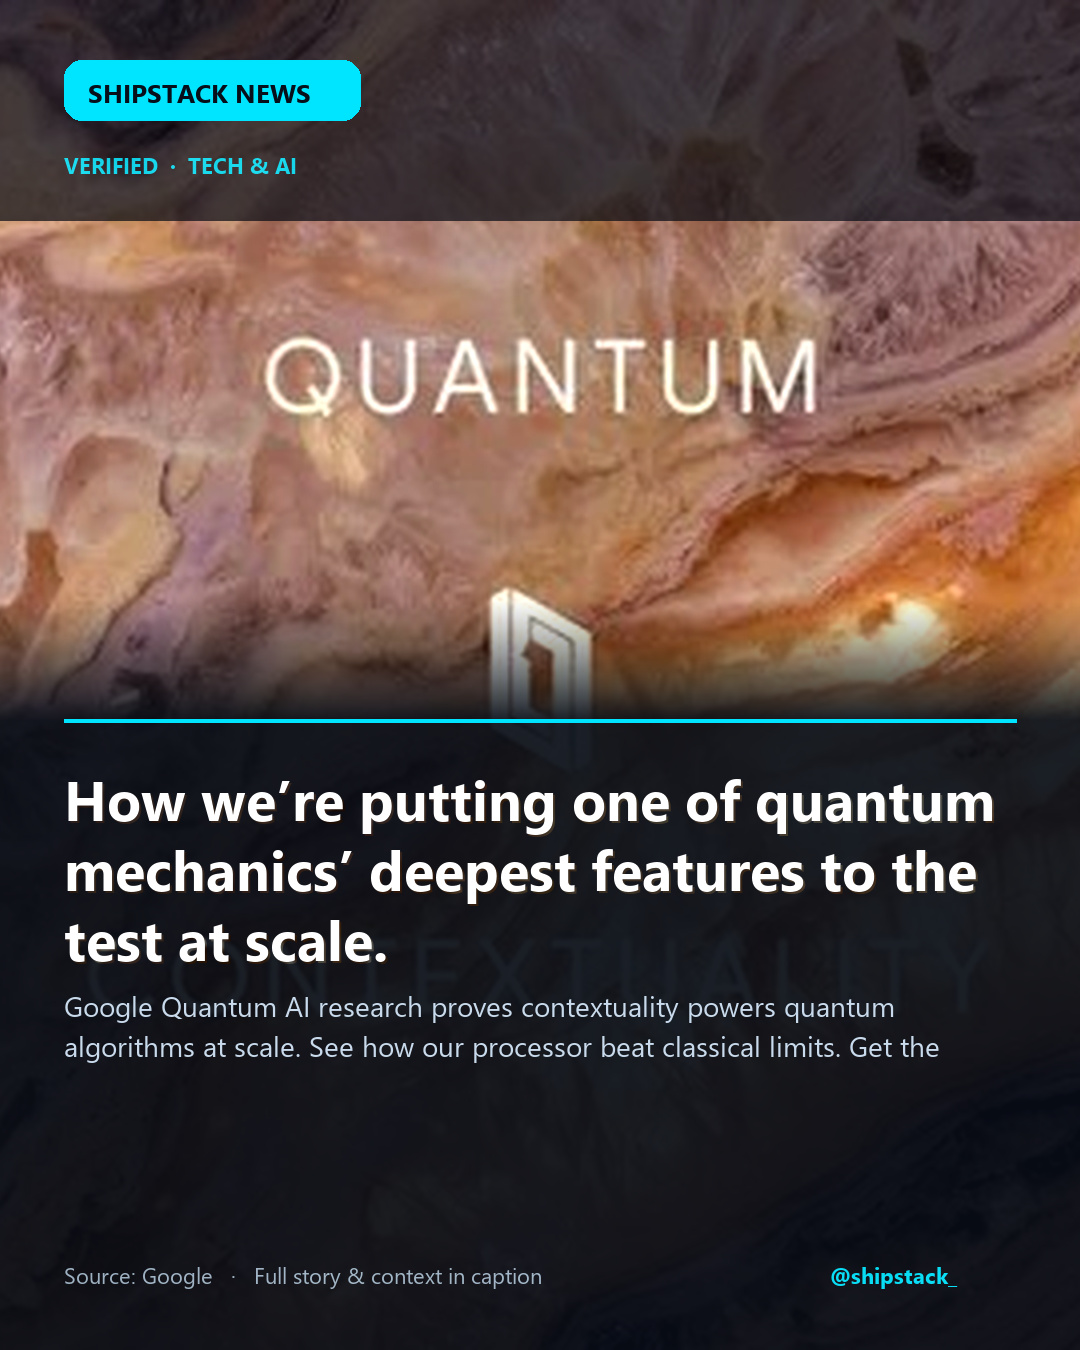 SHIPSTACK NEWS
VERIFIED · TECH & AI
QUANTUM
How we’re putting one of quantum
mechanics’ deepest features to the
test at scale.
CONTEXTUALITY
Google Quantum AI research proves contextuality powers quantum
algorithms at scale. See how our processor beat classical limits. Get the
Source: Google · Full story & context in caption
@shipstack_